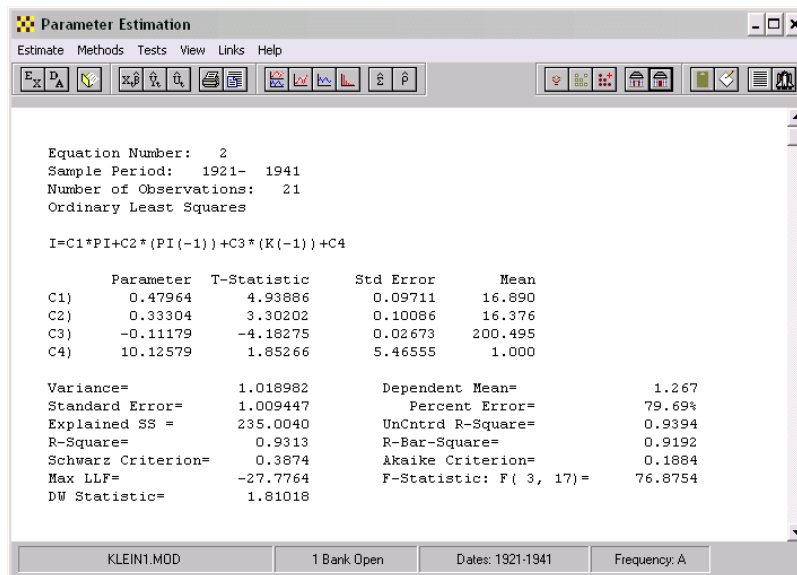 Parameter Estimation
Estimate Methods Tests View Links Help
Equation Number: 2
Sample Period: 1921- 1941
Number of Observations: 21
Ordinary Least Squares
I=C1*PI+C2*(PI(-1))+C3*(K(-1))+C4
Parameter T-Statistic Std Error Mean
C1) 0.47964 4.93886 0.09711 16.890
C2) 0.33304 3.30202 0.10086 16.376
C3) -0.11179 -4.18275 0.02673 200.495
C4) 10.12579 1.85266 5.46555 1.000
Variance= 1.018982 Dependent Mean= 1.267
Standard Error= 1.009447 Percent Error= 79.69%
Explained SS = 235.0040 UnCntrd R-Square= 0.9394
R-Square= 0.9313 R-Bar-Square= 0.9192
Schwarz Criterion= 0.3874 Akaike Criterion= 0.1884
Max LLF= -27.7764 F-Statistic: F( 3, 17)= 76.8754
DW Statistic= 1.81018
KLEIN1.MOD 1 Bank Open Dates: 1921-1941 Frequency: A